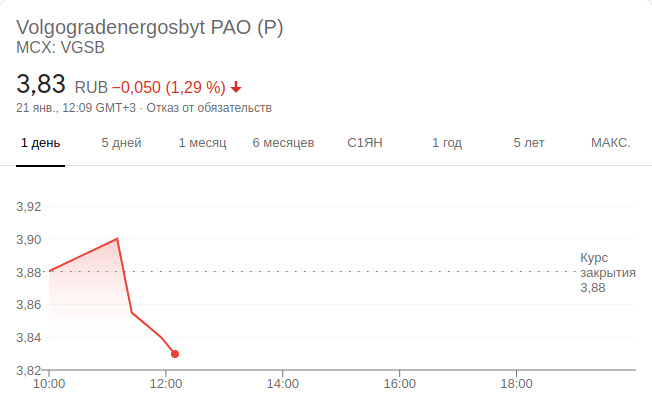 Volgogradenergosbyt PAO (P)
MCX: VGSB
3,83 RUB −0,050 (1,29 %)
21 янв., 12:09 GMT+3 · Отказ от обязательств
1 день 5 дней 1 месяц 6 месяцев С1ЯН 1 год 5 лет МАКС.
3,92
3,90
Курс
3,88 закрытия
3,88
3,86
3,84
3,82
10:00 12:00 14:00 16:00 18:00